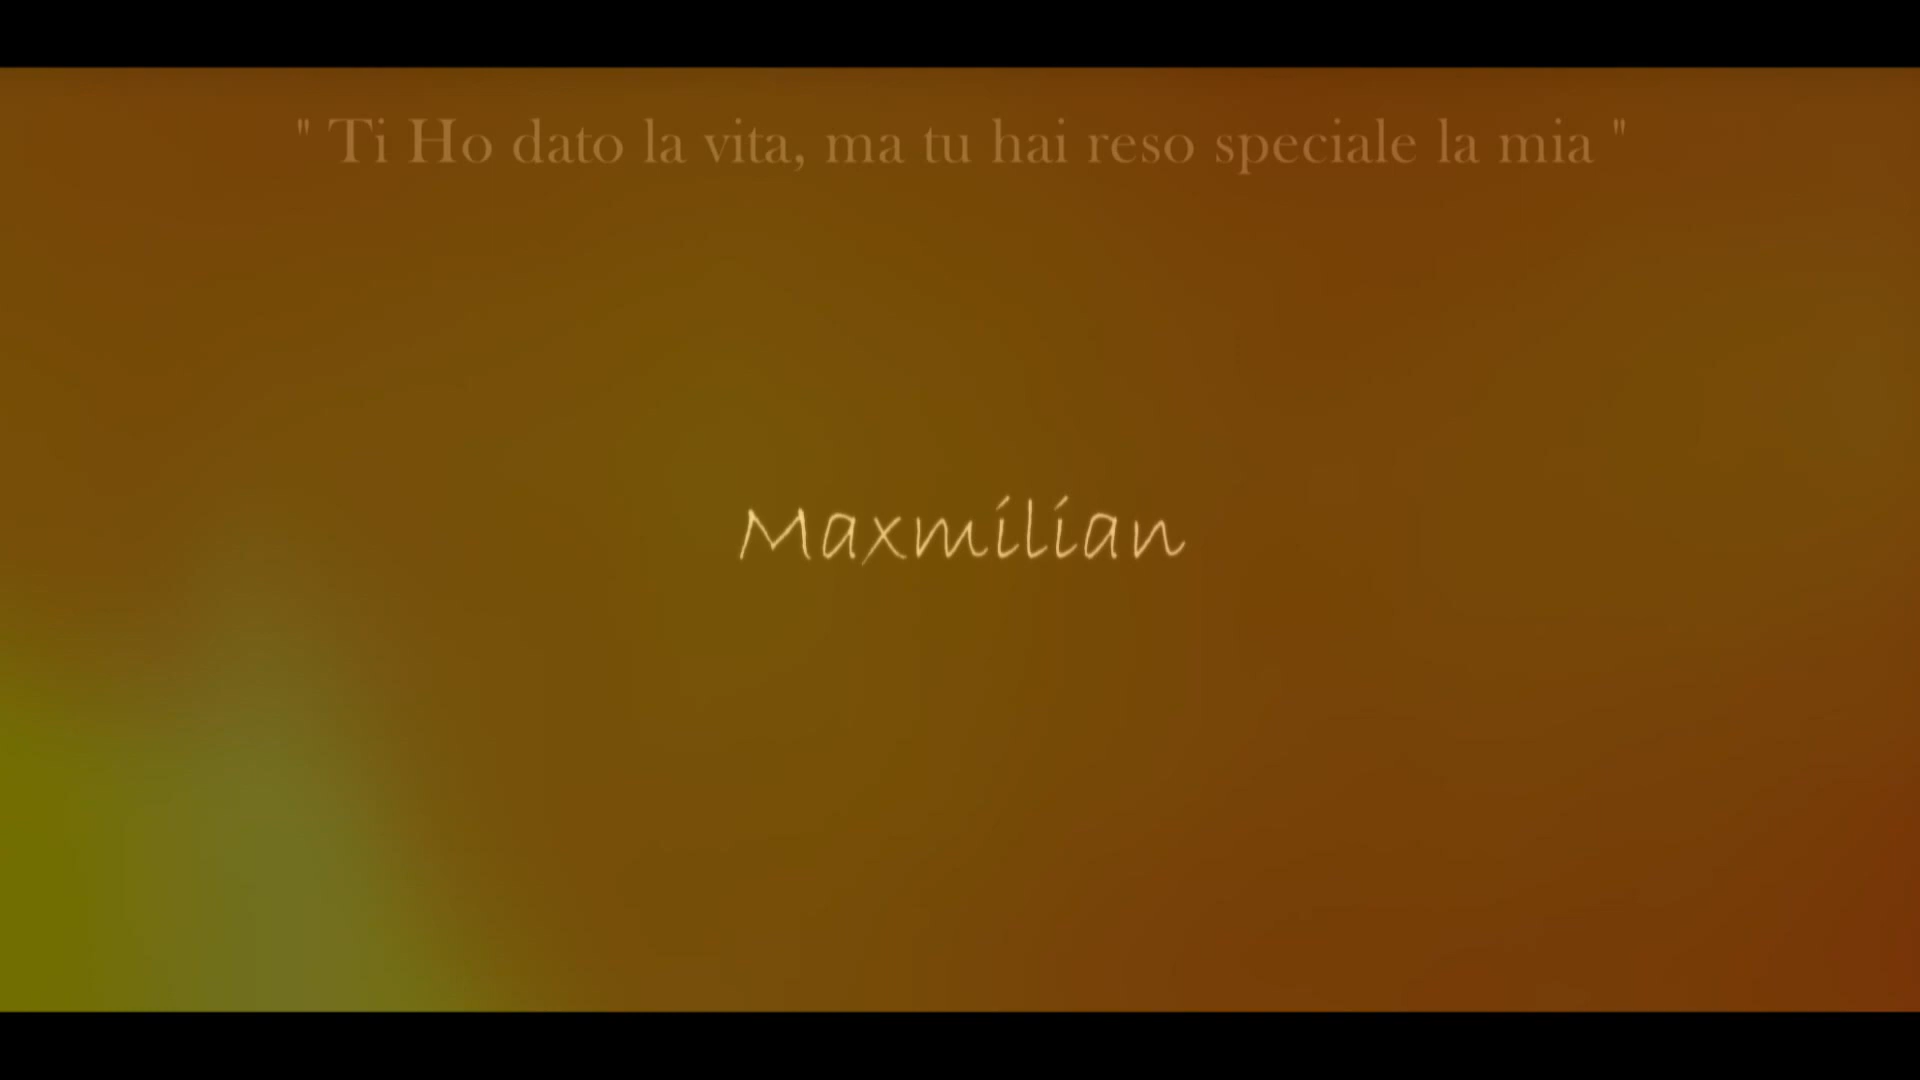 " Ti Ho dato la vita, ma tu hai reso speciale la mia "
Maxmilian